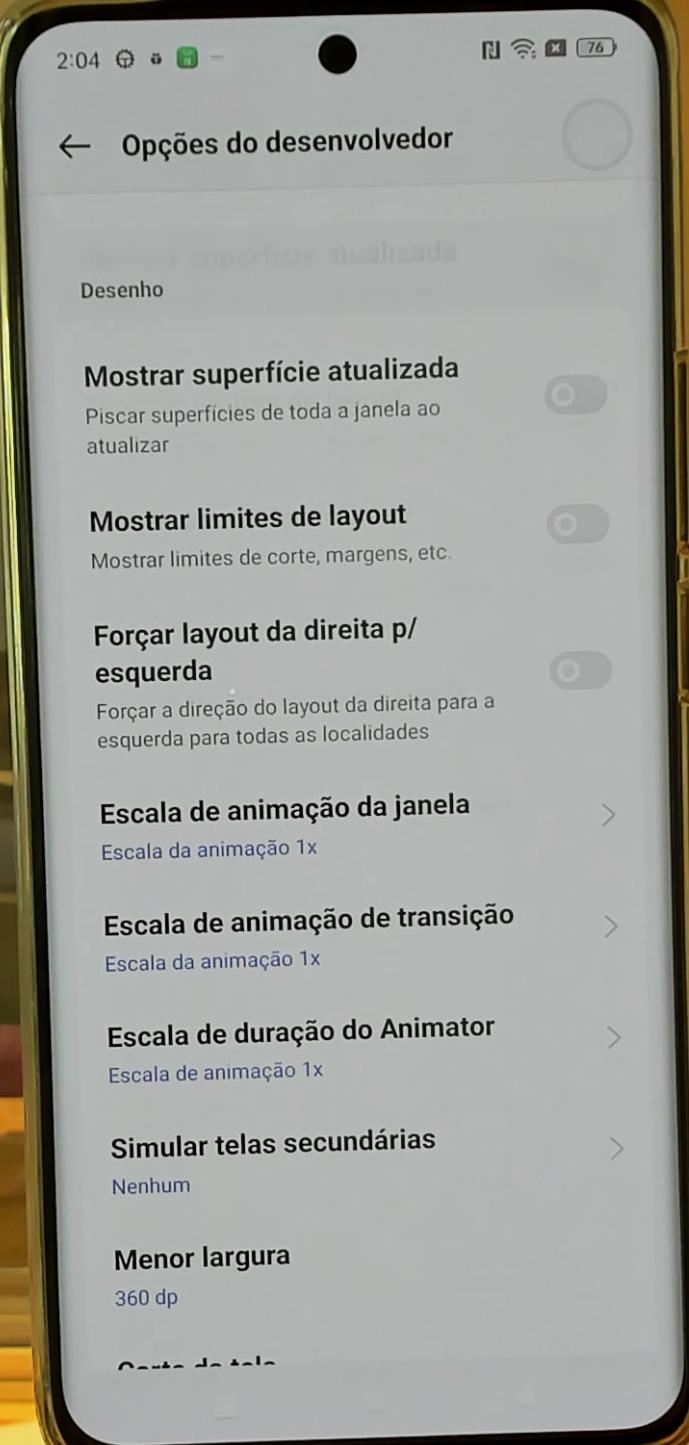 2:04
76
Opções do desenvolvedor
superfície atualizada
Desenho
Mostrar superfície atualizada
Piscar superfícies de toda a janela ao
atualizar
Mostrar limites de layout
Mostrar limites de corte, margens, etc.
Forçar layout da direita p/
esquerda
Forçar a direção do layout da direita para a
esquerda para todas as localidades
Escala de animação da janela
Escala da animação 1x
Escala de animação de transição
Escala da animação 1x
Escala de duração do Animator
Escala de animação 1x
Simular telas secundárias
Nenhum
Menor largura
360 dp